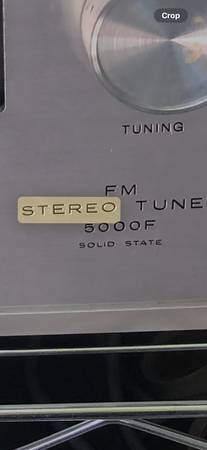 Crop
TUNING
FM
STEREO TUNE
5000F
SOLID STATE